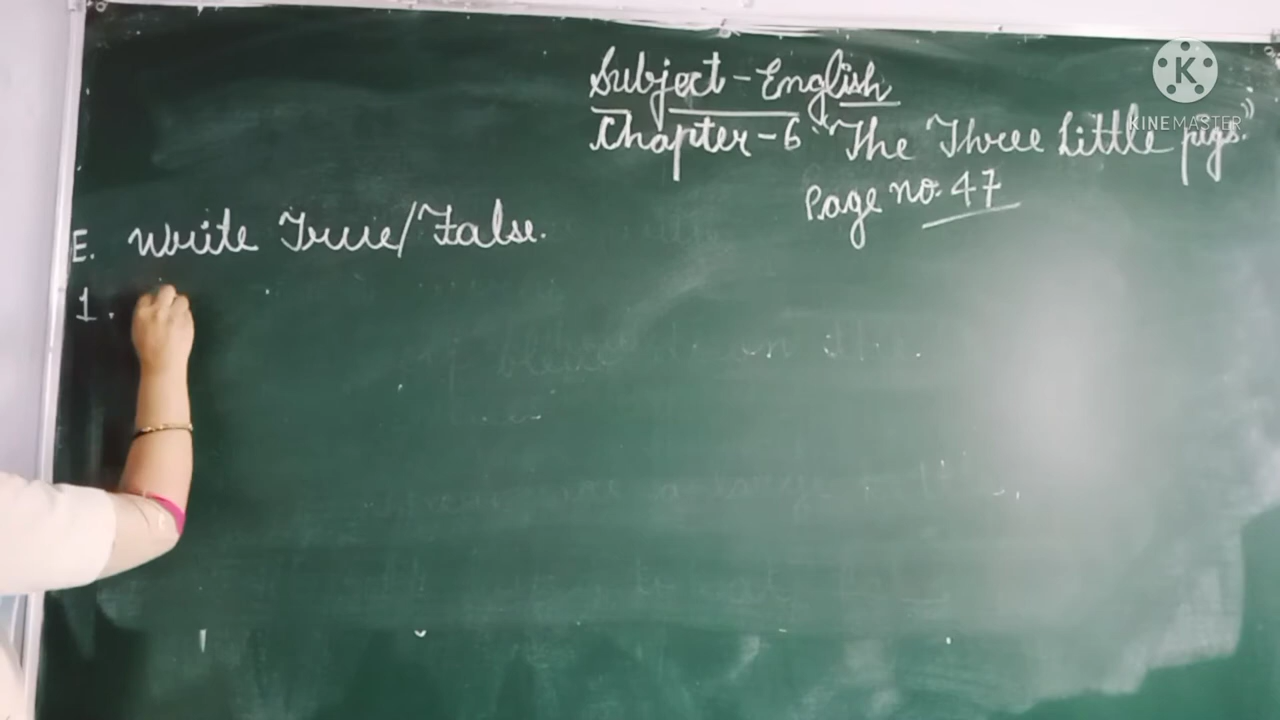 Subject - English
Chapter - 6 "The Three Little pigs."
Page no. 47
E. Write True/False.
1.
K
KINEMASTER